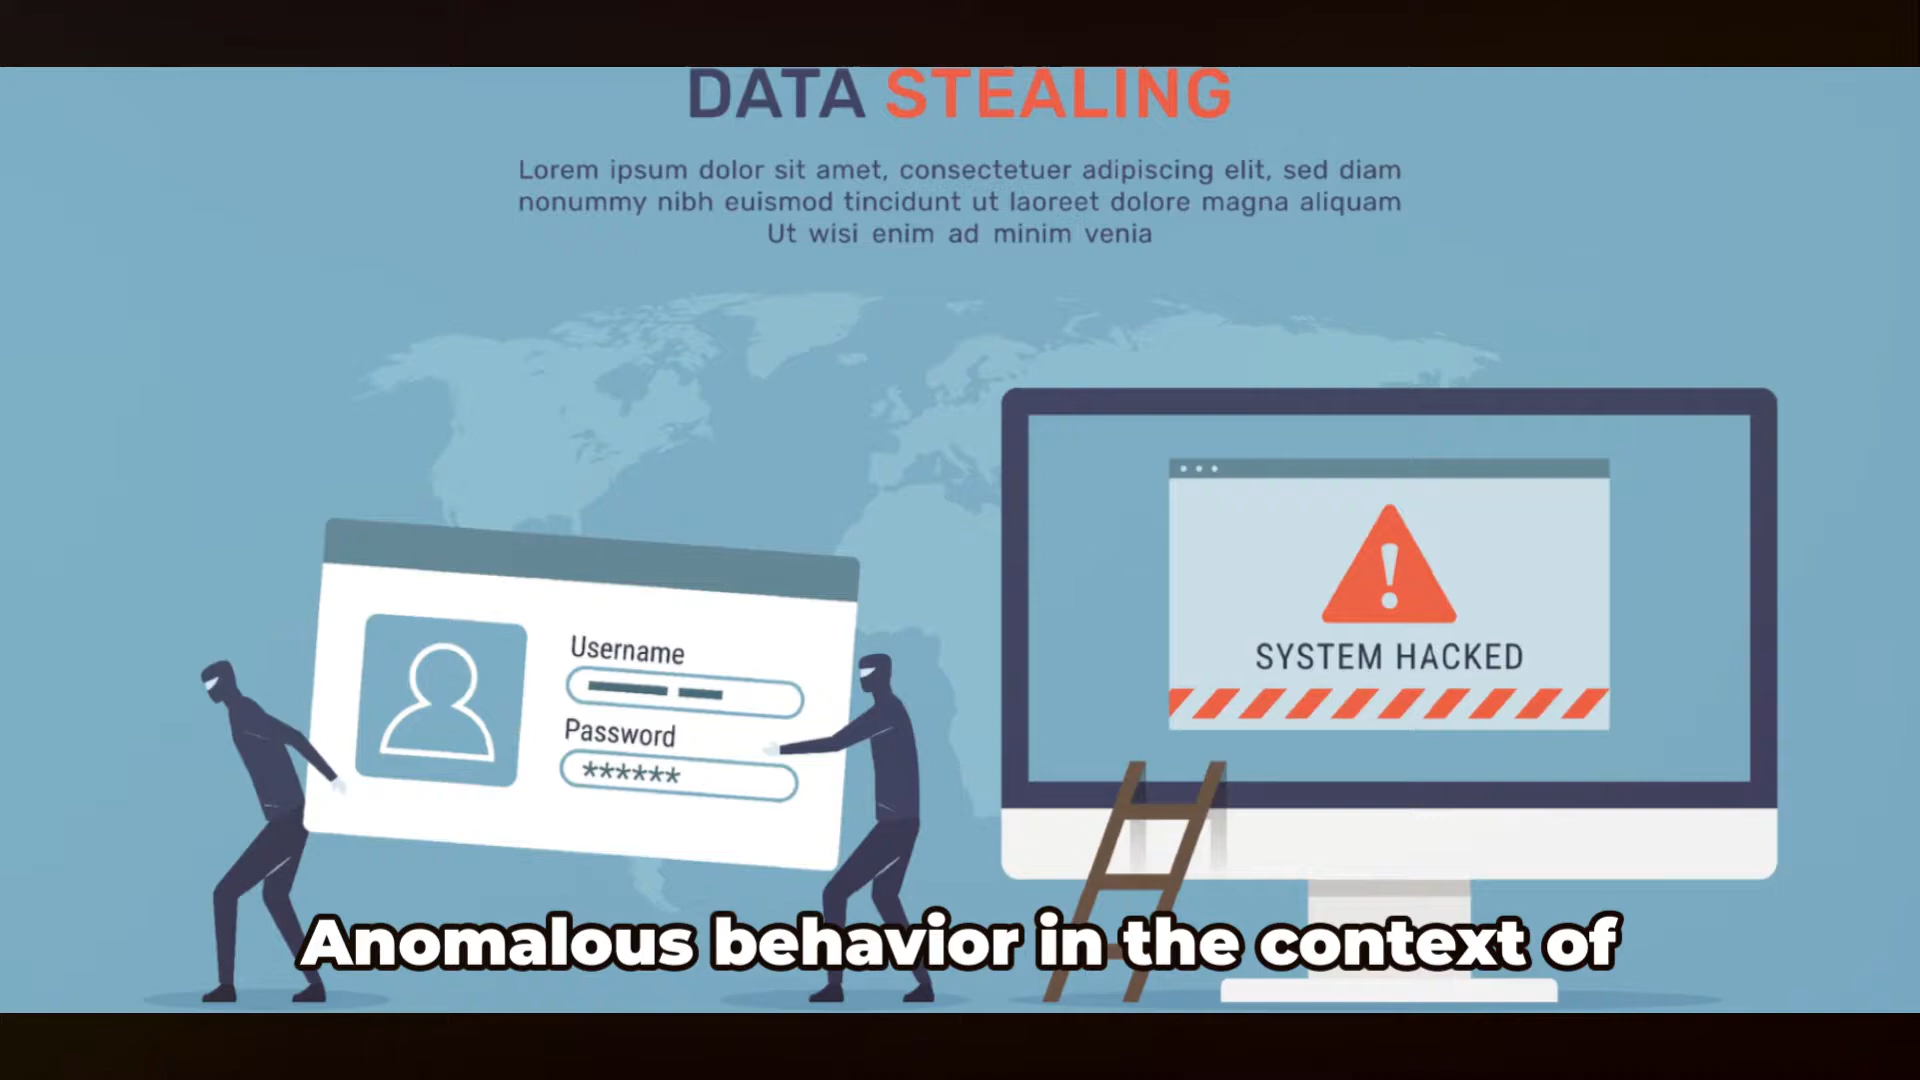 DATA STEALING
Lorem ipsum dolor sit amet, consectetuer adipiscing elit, sed diam
nonummy nibh euismod tincidunt ut laoreet dolore magna aliquam
Ut wisi enim ad minim venia
SYSTEM HACKED
Username
Password
******
Anomalous behavior in the context of